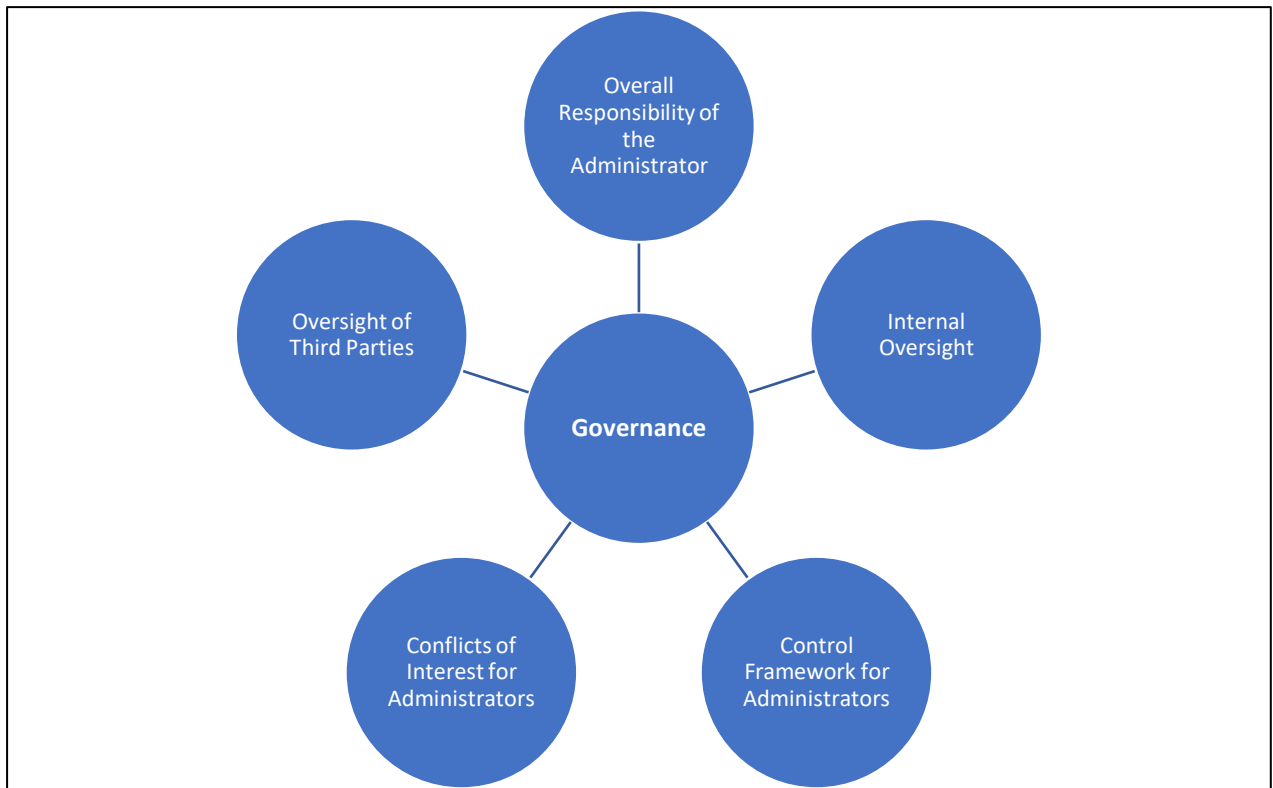 Overall
Responsibility of
the
Administrator
Internal
Oversight
Control
Framework for
Administrators
Conflicts of
Interest for
Administrators
Oversight of
Third Parties
Governance